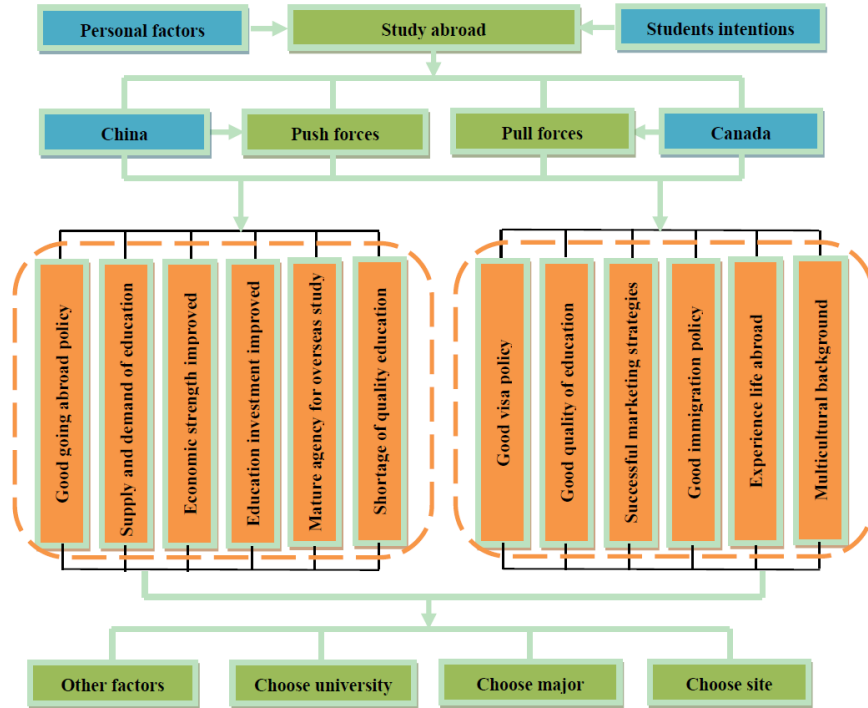 Personal factors
Study abroad
Students intentions
China
Push forces
Pull forces
Canada
Good going abroad policy
Supply and demand of education
Economic strength improved
Education investment improved
Mature agency for overseas study
Shortage of quality education
Good visa policy
Good quality of education
Successful marketing strategies
Good immigration policy
Experience life abroad
Multicultural background
Other factors
Choose university
Choose major
Choose site